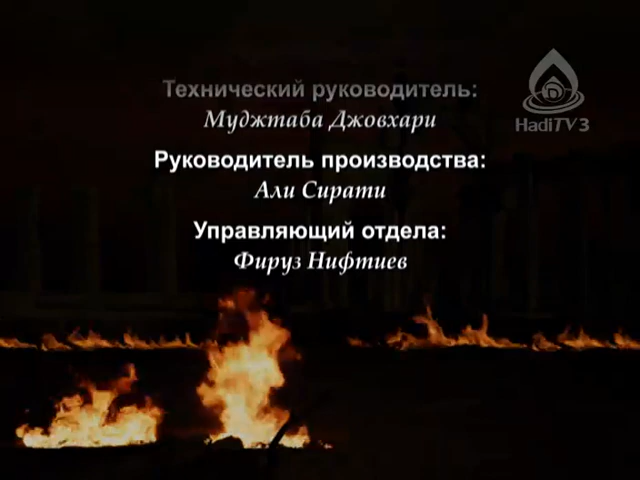 Технический руководитель:
Муджтаба Джовхари
HadiTV3
Руководитель производства:
Али Сирати
Управляющий отдела:
Фируз Нифтиев